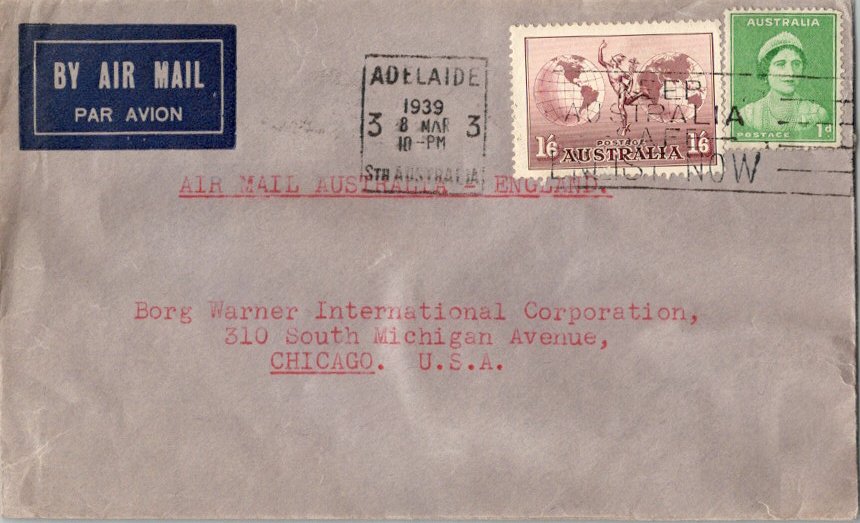 BY AIR MAIL
PAR AVION
ADELAIDE
1939
3 8 MAR 3
10-PM
STH AUSTRALIA
1/6 POSTAGE 1/6
AUSTRALIA
AUSTRALIA
POSTAGE 1d
AUSTRALIA
ENLIST NOW
AIR MAIL AUSTRALIA - ENGLAND.
Borg Warner International Corporation,
310 South Michigan Avenue,
CHICAGO. U.S.A.